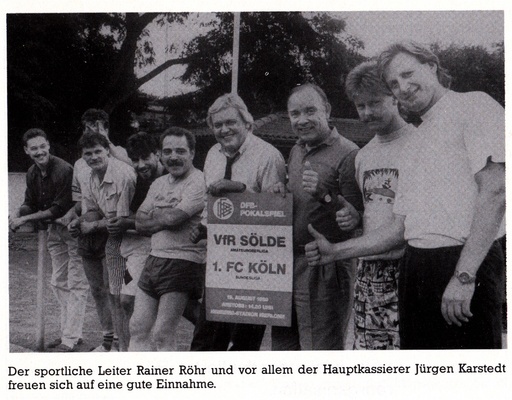 DFB-
POKALSPIEL
VfR SÖLDE
1. FC KÖLN
Der sportliche Leiter Rainer Röhr und vor allem der Hauptkassierer Jürgen Karstedt
freuen sich auf eine gute Einnahme.